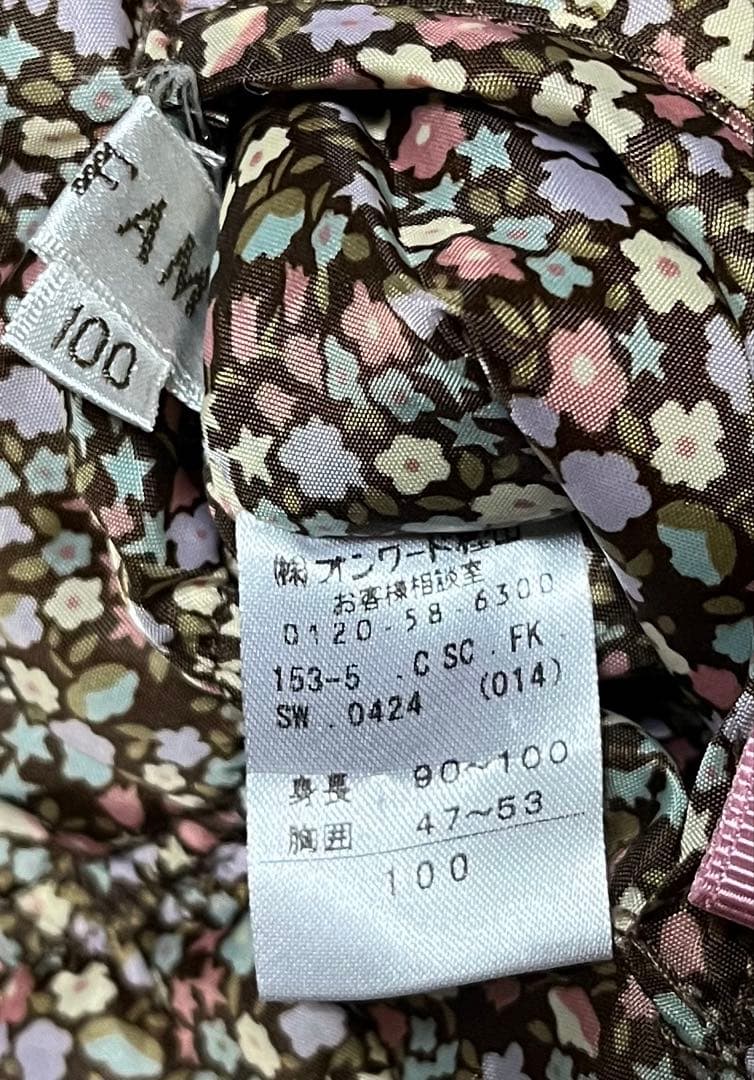 AM
100
(株)オンワード樫山
お客様相談室
0120-58-6300
153-5 .C SC. FK.
SW .0424 (014)
身長 90~100
胸囲 47~53
100